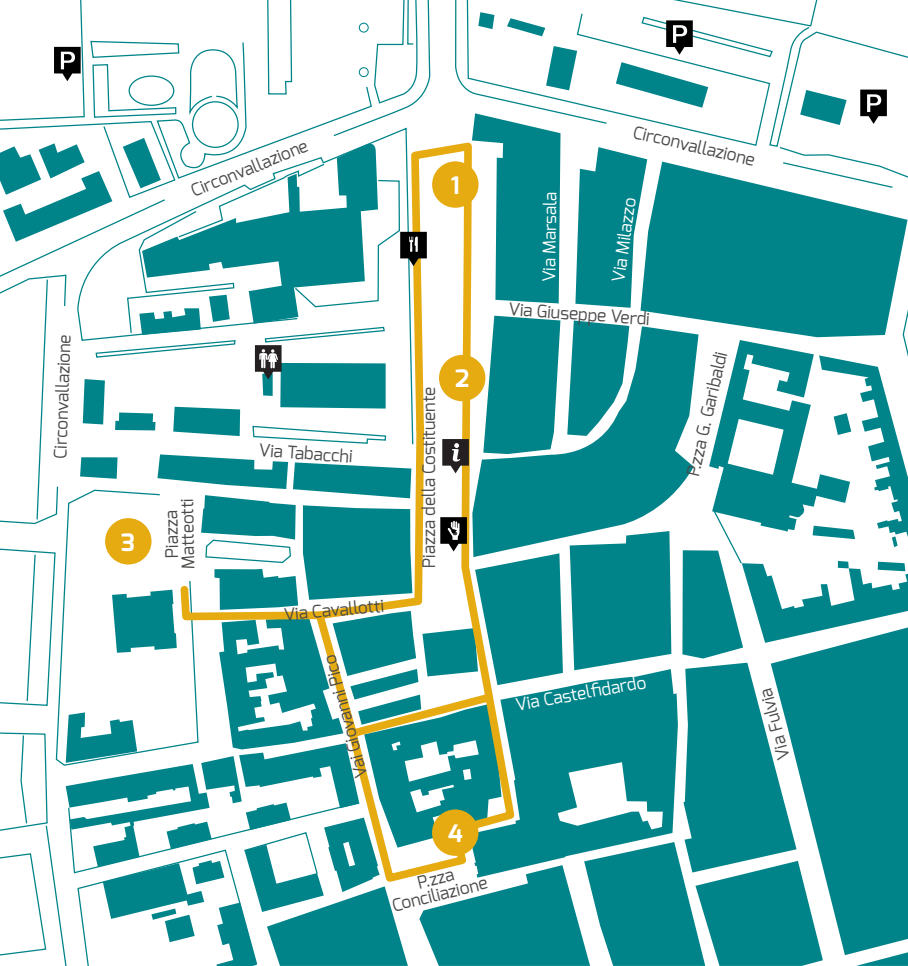 P
P
P
Circonvallazione
Circonvallazione
1
Via Marsala
Via Milazzo
Via Giuseppe Verdi
Circonvallazione
2
P.zza G. Garibaldi
Piazza della Costituente
i
Via Tabacchi
3
Piazza
Matteotti
Via Cavallotti
Vai Giovanni Pico
Via Castelfidardo
Via Fulvia
4
P.zza
Conciliazione